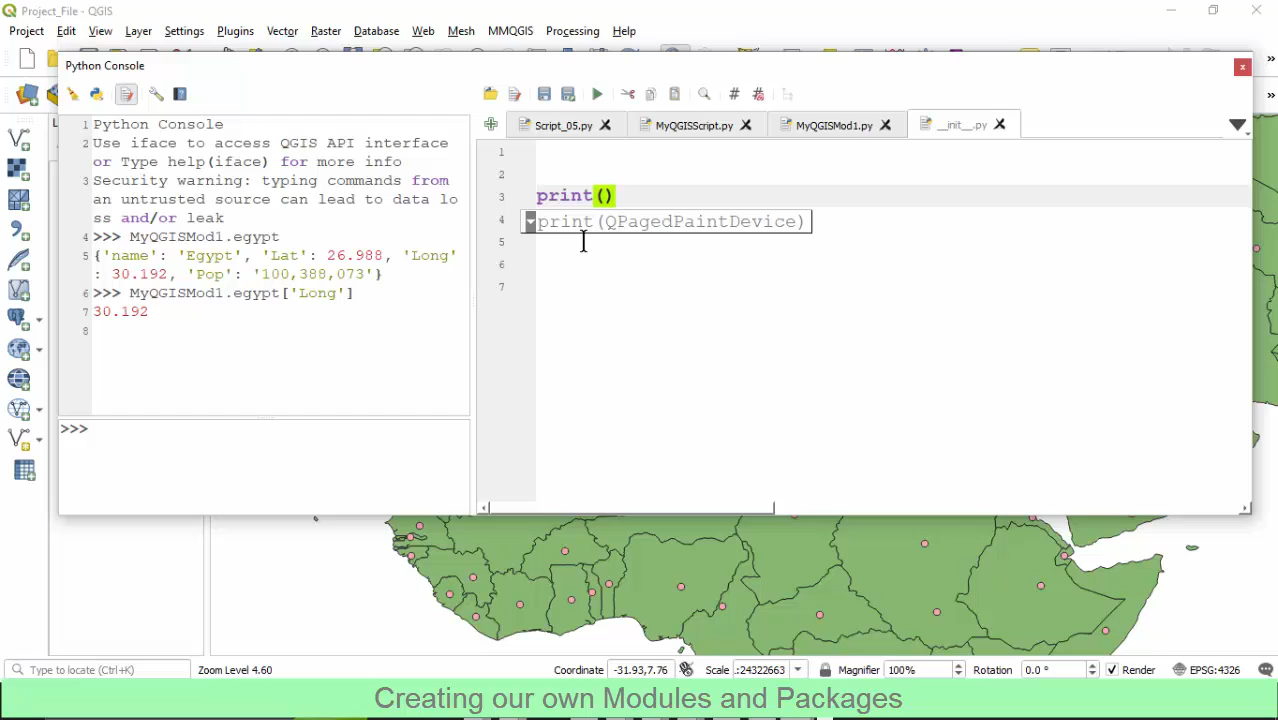 Project_File - QGIS
Project Edit View Layer Settings Plugins Vector Raster Database Web Mesh MMQGIS Processing Help
Python Console
Script_05.py MyQGISScript.py MyQGISMod1.py __init__.py
1 Python Console
2 Use iface to access QGIS API interface
or Type help(iface) for more info
3 Security warning: typing commands from
an untrusted source can lead to data lo
ss and/or leak
4 >>> MyQGISMod1.egypt
5 {'name': 'Egypt', 'Lat': 26.988, 'Long'
: 30.192, 'Pop': '100,388,073'}
6 >>> MyQGISMod1.egypt['Long']
7 30.192
8
>>>
1
2
3 print()
4 print(QPagedPaintDevice)
5
6
7
Type to locate (Ctrl+K) Zoom Level 4.60 Coordinate -31.93,7.76 Scale :24322663 Magnifier 100% Rotation 0.0 ° Render EPSG:4326
Creating our own Modules and Packages